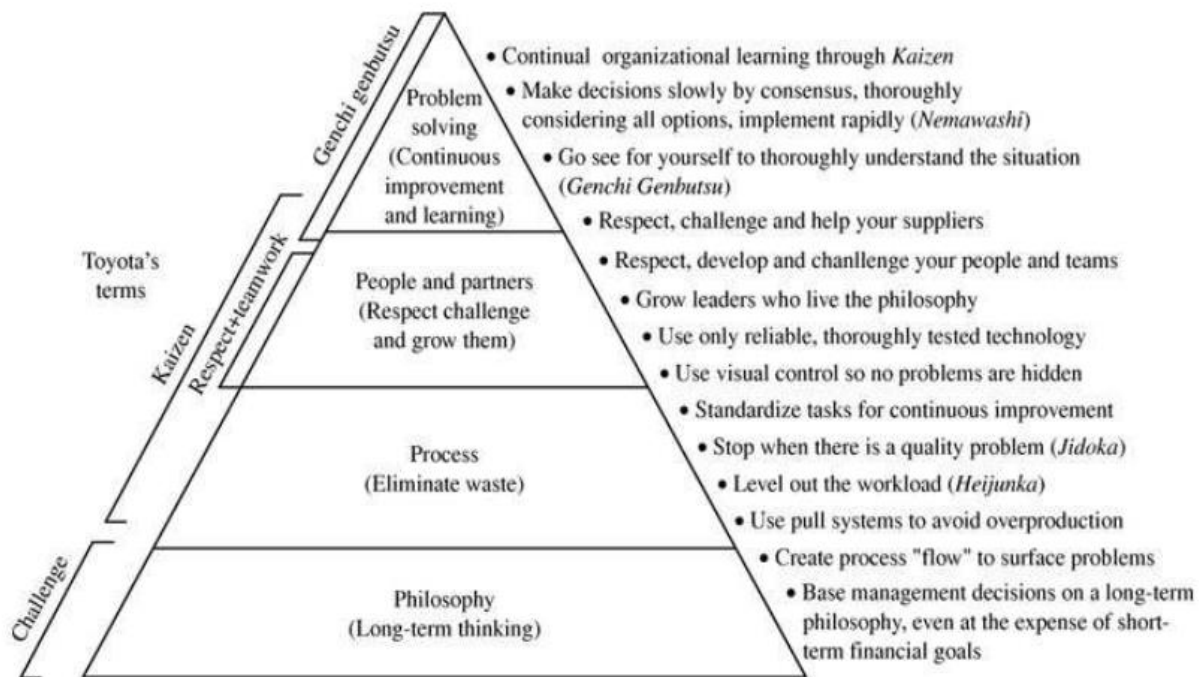 Genchi genbutsu
Kaizen
Respect+teamwork
Challenge
Toyota's
terms
Problem
solving
(Continuous
improvement
and learning)
People and partners
(Respect challenge
and grow them)
Process
(Eliminate waste)
Philosophy
(Long-term thinking)
• Continual organizational learning through Kaizen
• Make decisions slowly by consensus, thoroughly
considering all options, implement rapidly (Nemawashi)
• Go see for yourself to thoroughly understand the situation
(Genchi Genbutsu)
• Respect, challenge and help your suppliers
• Respect, develop and chanllenge your people and teams
• Grow leaders who live the philosophy
• Use only reliable, thoroughly tested technology
• Use visual control so no problems are hidden
• Standardize tasks for continuous improvement
• Stop when there is a quality problem (Jidoka)
• Level out the workload (Heijunka)
• Use pull systems to avoid overproduction
• Create process "flow" to surface problems
• Base management decisions on a long-term
philosophy, even at the expense of short-
term financial goals